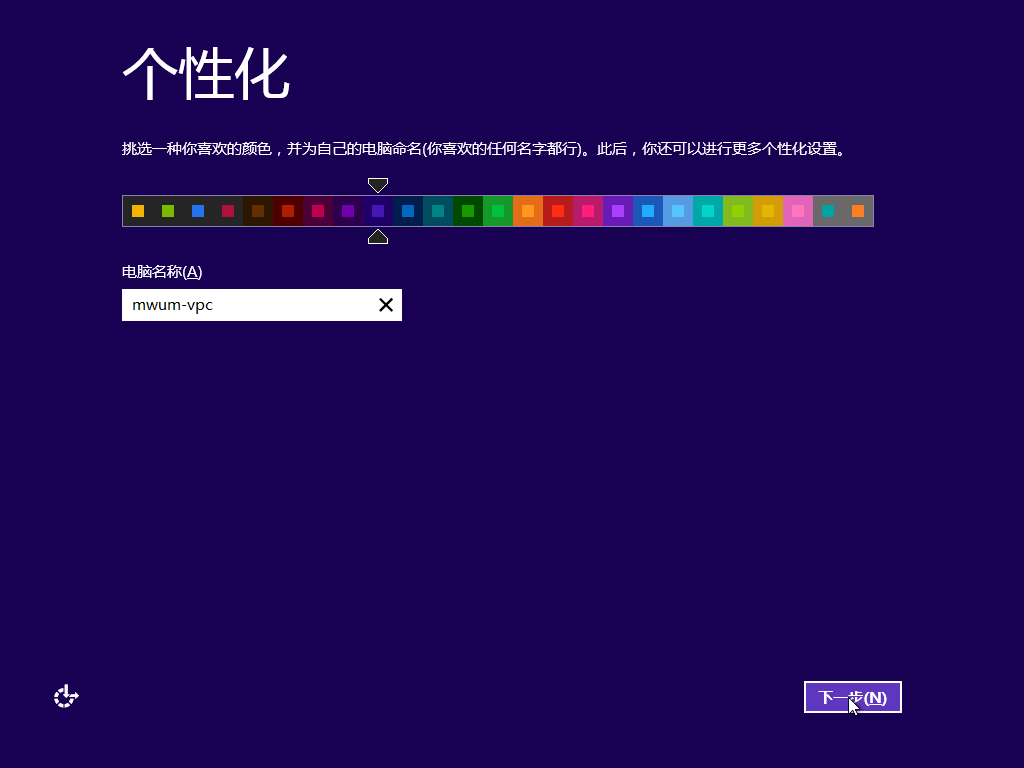 个性化
挑选一种你喜欢的颜色，并为自己的电脑命名(你喜欢的任何名字都行)。此后，你还可以进行更多个性化设置。
电脑名称(A)
mwum-vpc
下一步(N)